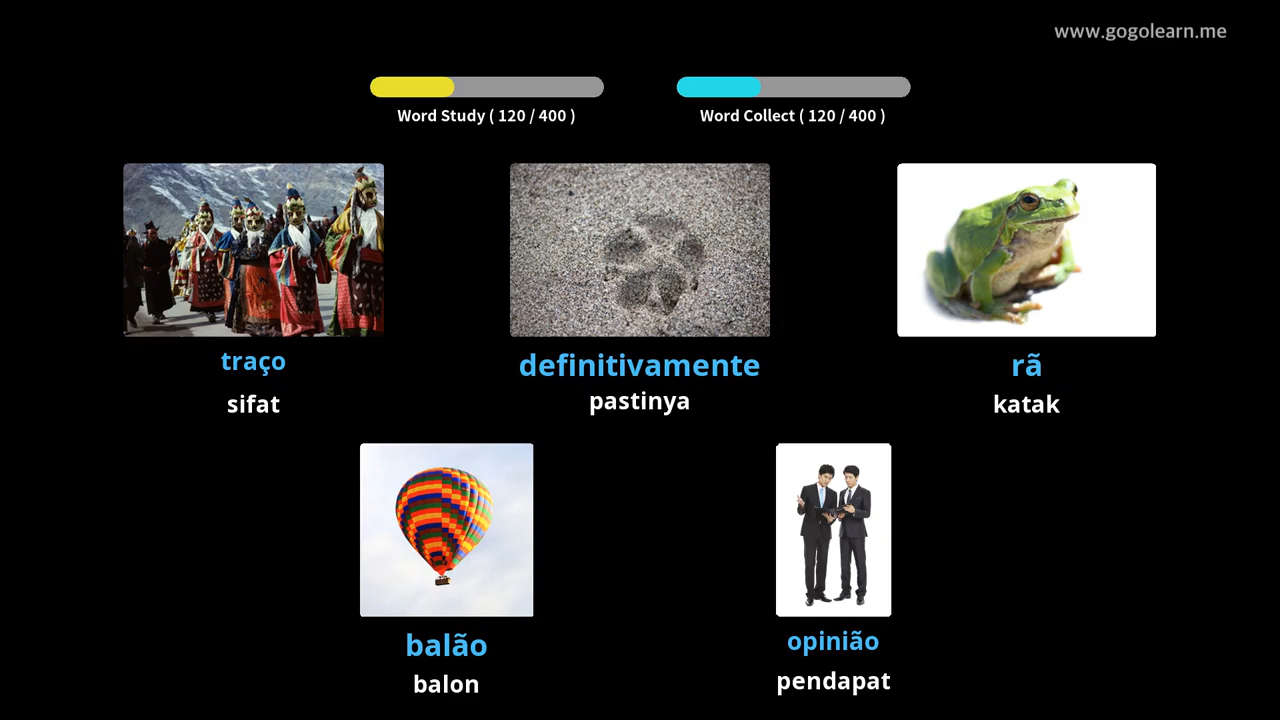 www.gogolearn.me
Word Study ( 120 / 400 )
Word Collect ( 120 / 400 )
traço
definitivamente
rã
sifat
pastinya
katak
balão
opinião
balon
pendapat